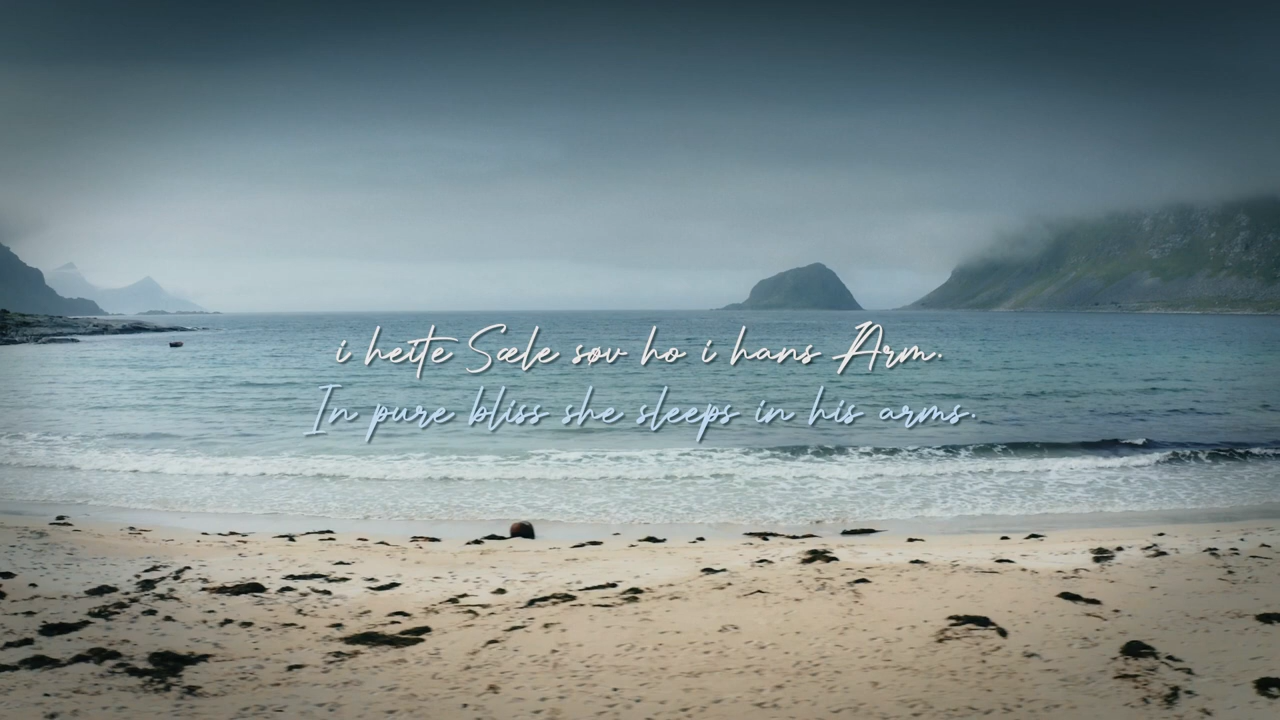 i heite Sæle søv ho i hans Arm.
In pure bliss she sleeps in his arms.